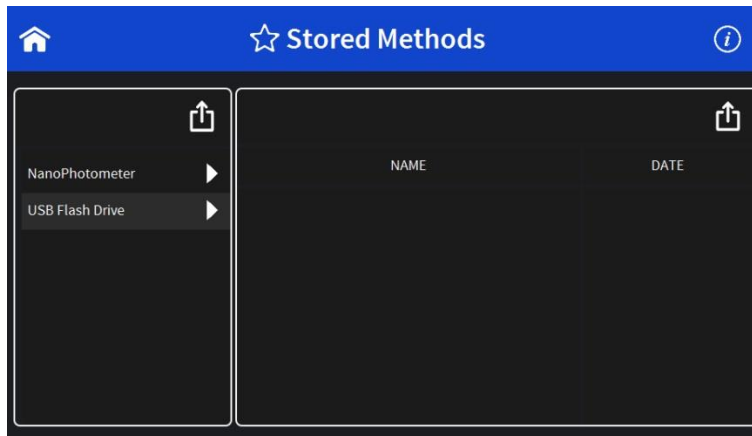 Stored Methods
NanoPhotometer
USB Flash Drive
NAME DATE